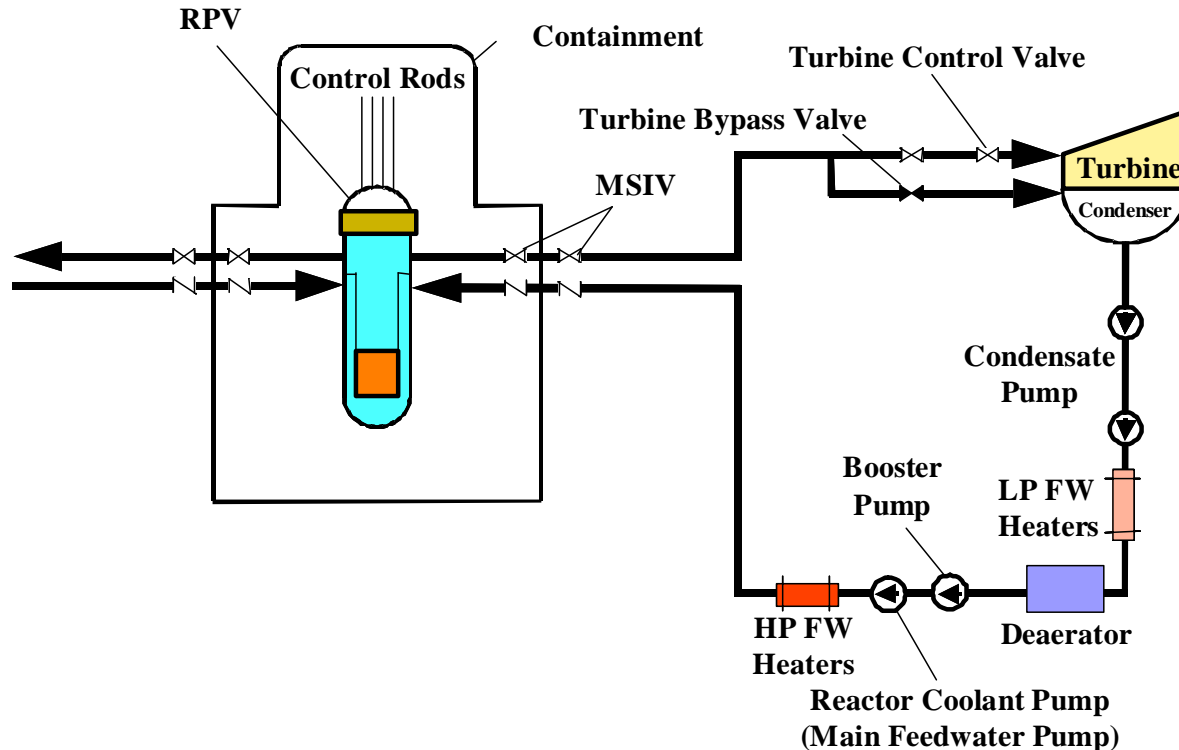 RPV
Containment
Control Rods
Turbine Control Valve
Turbine Bypass Valve
MSIV
Turbine
Condenser
Condensate
Pump
Booster
Pump
LP FW
Heaters
HP FW
Heaters
Deaerator
Reactor Coolant Pump
(Main Feedwater Pump)